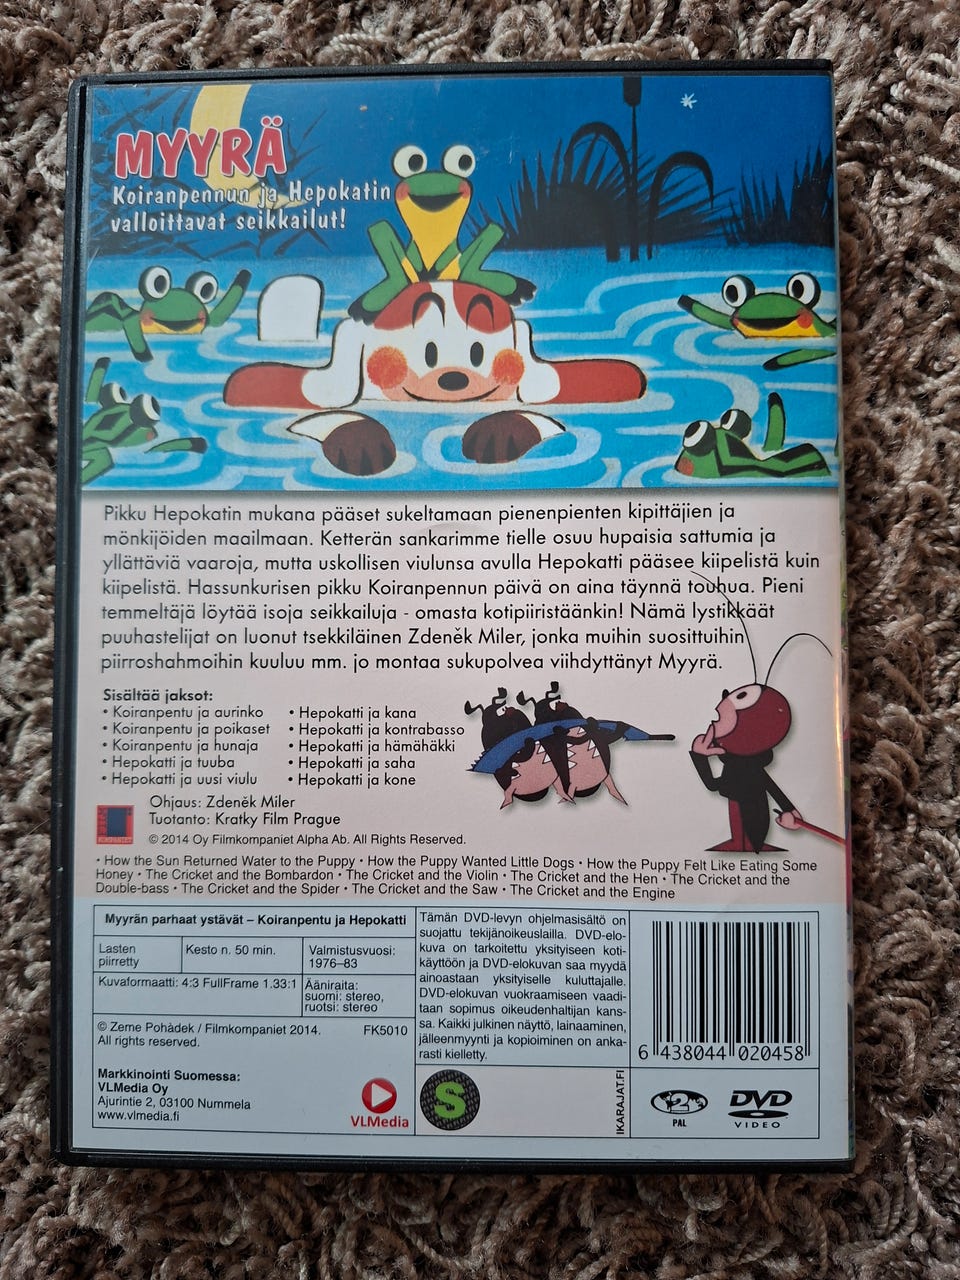 MYYRÄ
Koiranpennun ja Hepokatin
valloittavat seikkailut!
Pikku Hepokatin mukana pääset sukeltamaan pienenpienten kipittäjien ja
mönkijöiden maailmaan. Ketterän sankarimme tielle osuu hupaisia sattumia ja
yllättäviä vaaroja, mutta uskollisen viulunsa avulla Hepokatti pääsee kiipelistä kuin
kiipelistä. Hassunkurisen pikku Koiranpennun päivä on aina täynnä touhua. Pieni
temmeltäjä löytää isoja seikkailuja - omasta kotipiiristäänkin! Nämä lystikkäät
puuhastelijat on luonut tsekkiläinen Zdeněk Miler, jonka muihin suosittuihin
piirroshahmoihin kuuluu mm. jo montaa sukupolvea viihdyttänyt Myyrä.
Sisältää jaksot:
• Koiranpentu ja aurinko
• Koiranpentu ja poikaset
• Koiranpentu ja hunaja
• Hepokatti ja tuuba
• Hepokatti ja uusi viulu
• Hepokatti ja kana
• Hepokatti ja kontrabasso
• Hepokatti ja hämähäkki
• Hepokatti ja saha
• Hepokatti ja kone
Ohjaus: Zdeněk Miler
Tuotanto: Kratky Film Prague
© 2014 Oy Filmkompaniet Alpha Ab. All Rights Reserved.
• How the Sun Returned Water to the Puppy • How the Puppy Wanted Little Dogs • How the Puppy Felt Like Eating Some
Honey • The Cricket and the Bombardon • The Cricket and the Violin • The Cricket and the Hen • The Cricket and the
Double-bass • The Cricket and the Spider • The Cricket and the Saw • The Cricket and the Engine
Myyrän parhaat ystävät – Koiranpentu ja Hepokatti
Lasten
piirretty
Kesto n. 50 min.
Valmistusvuosi:
1976–83
Kuvaformaatti: 4:3 FullFrame 1.33:1
Ääniraita:
suomi: stereo,
ruotsi: stereo
© Zeme Pohàdek / Filmkompaniet 2014.
All rights reserved.
FK5010
Markkinointi Suomessa:
VLMedia Oy
Ajurintie 2, 03100 Nummela
www.vlmedia.fi
VLMedia
Tämän DVD-levyn ohjelmasisältö on
suojattu tekijänoikeuslailla. DVD-elo-
kuva on tarkoitettu yksityiseen koti-
käyttöön ja DVD-elokuvan saa myydä
ainoastaan yksityiselle kuluttajalle.
DVD-elokuvan vuokraamiseen vaadi-
taan sopimus oikeudenhaltijan kans-
sa. Kaikki julkinen näyttö, lainaaminen,
jälleenmyynti ja kopioiminen on anka-
rasti kielletty.
S
IKARAJAT.FI
6 438044 020458
2
PAL
DVD
VIDEO